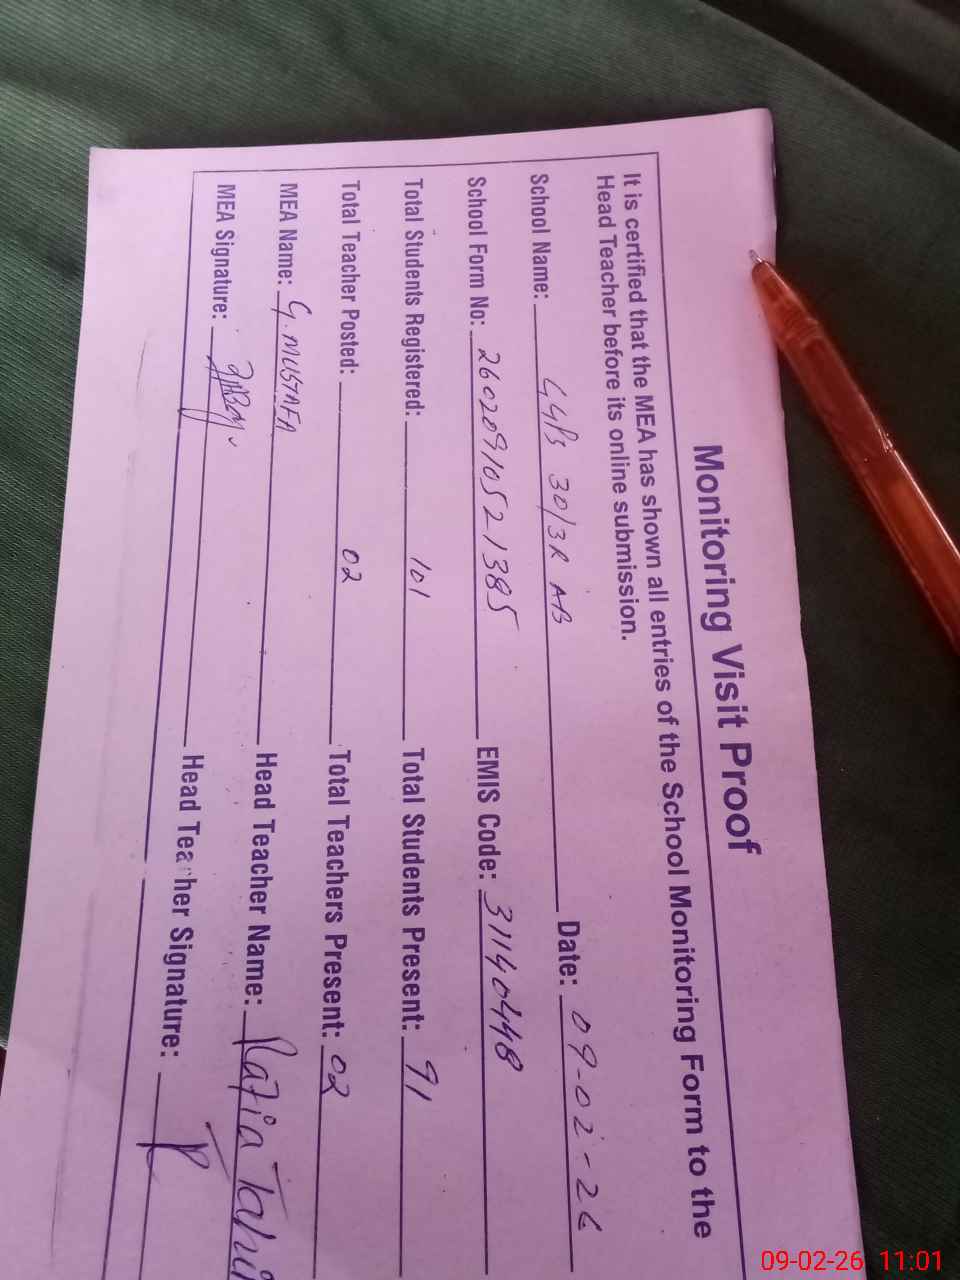 Monitoring Visit Proof
It is certified that the MEA has shown all entries of the School Monitoring Form to the
Head Teacher before its online submission.
School Name: GGPS 30/3R AB Date: 09-02-26
School Form No: 26020910521385 EMIS Code: 31140448
Total Students Registered: 101 Total Students Present: 91
Total Teacher Posted: 02 Total Teachers Present: 02
MEA Name: G. MUSTAFA Head Teacher Name: Rafia Tahi
MEA Signature: Head Teacher Signature:
09-02-26 11:01